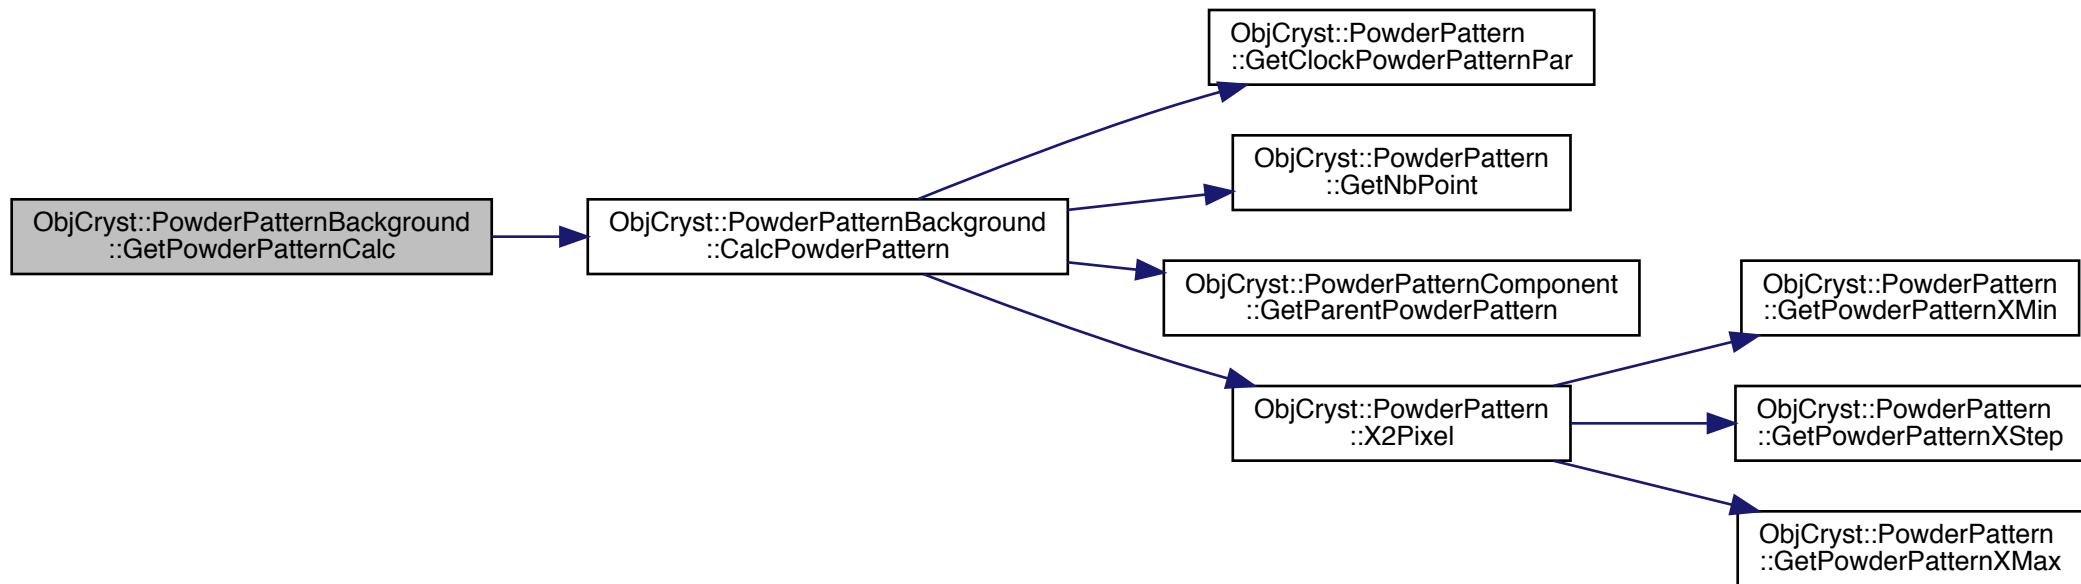 ObjCryst::PowderPatternBackground
::GetPowderPatternCalc
ObjCryst::PowderPatternBackground
::CalcPowderPattern
ObjCryst::PowderPattern
::GetClockPowderPatternPar
ObjCryst::PowderPattern
::GetNbPoint
ObjCryst::PowderPatternComponent
::GetParentPowderPattern
ObjCryst::PowderPattern
::X2Pixel
ObjCryst::PowderPattern
::GetPowderPatternXMin
ObjCryst::PowderPattern
::GetPowderPatternXStep
ObjCryst::PowderPattern
::GetPowderPatternXMax